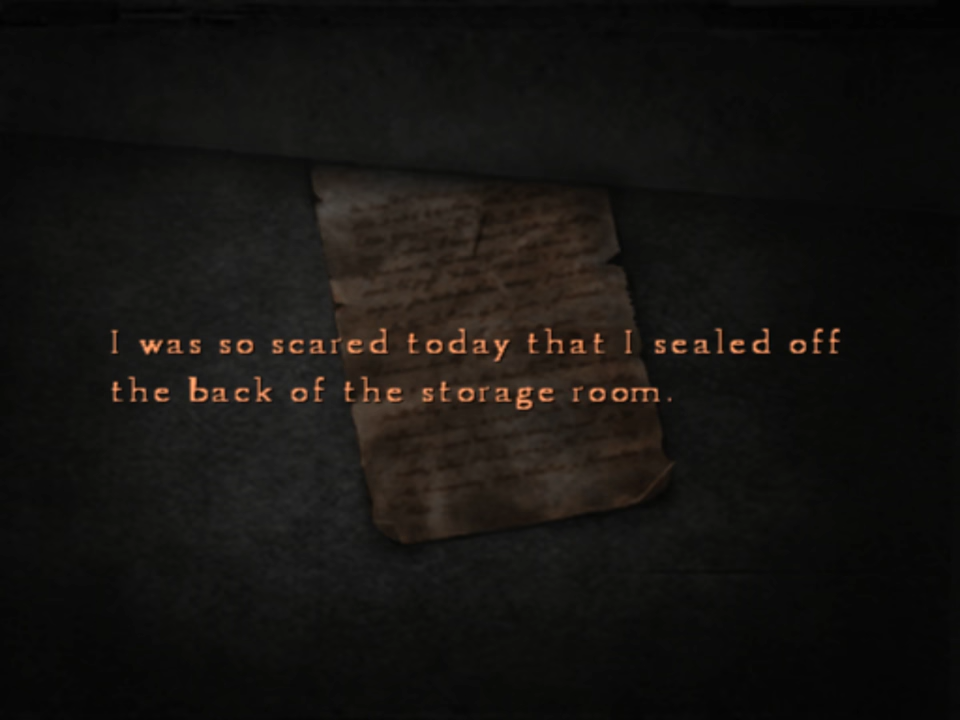 I was so scared today that I sealed off
the back of the storage room.